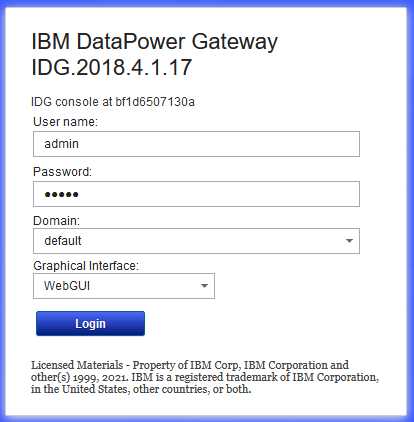 IBM DataPower Gateway
IDG.2018.4.1.17
IDG console at bf1d6507130a
User name:
admin
Password:
●●●●●
Domain:
default
Graphical Interface:
WebGUI
Login
Licensed Materials - Property of IBM Corp, IBM Corporation and
other(s) 1999, 2021. IBM is a registered trademark of IBM Corporation,
in the United States, other countries, or both.